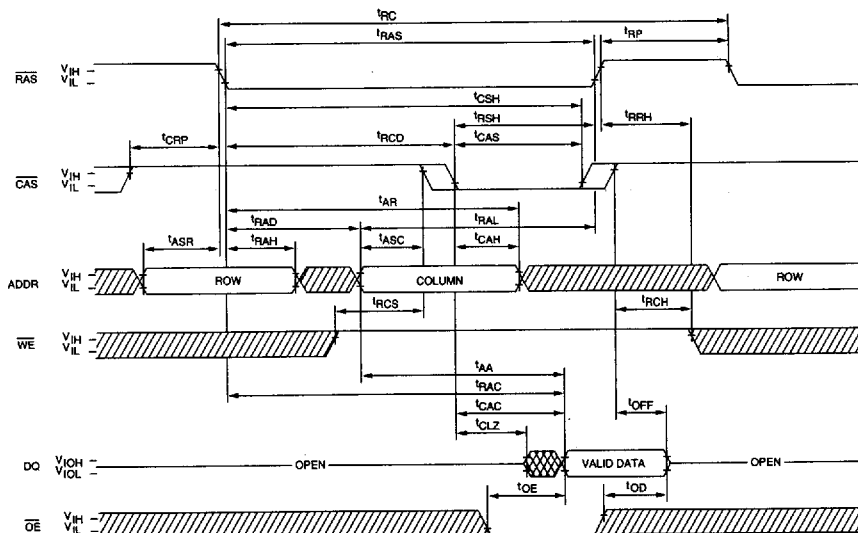 tRC
tRAS
tRP
RAS
VIH
VIL
tCSH
tRSH
tRRH
tCRP
tRCD
tCAS
CAS
VIH
VIL
tAR
tRAD
tRAL
tASR
tRAH
tASC
tCAH
ADDR
VIH
VIL
ROW
COLUMN
ROW
tRCS
tRCH
WE
VIH
VIL
tAA
tRAC
tCAC
tOFF
tCLZ
DQ
VIOH
VIOL
OPEN
VALID DATA
OPEN
tOE
tOD
OE
VIH
VIL